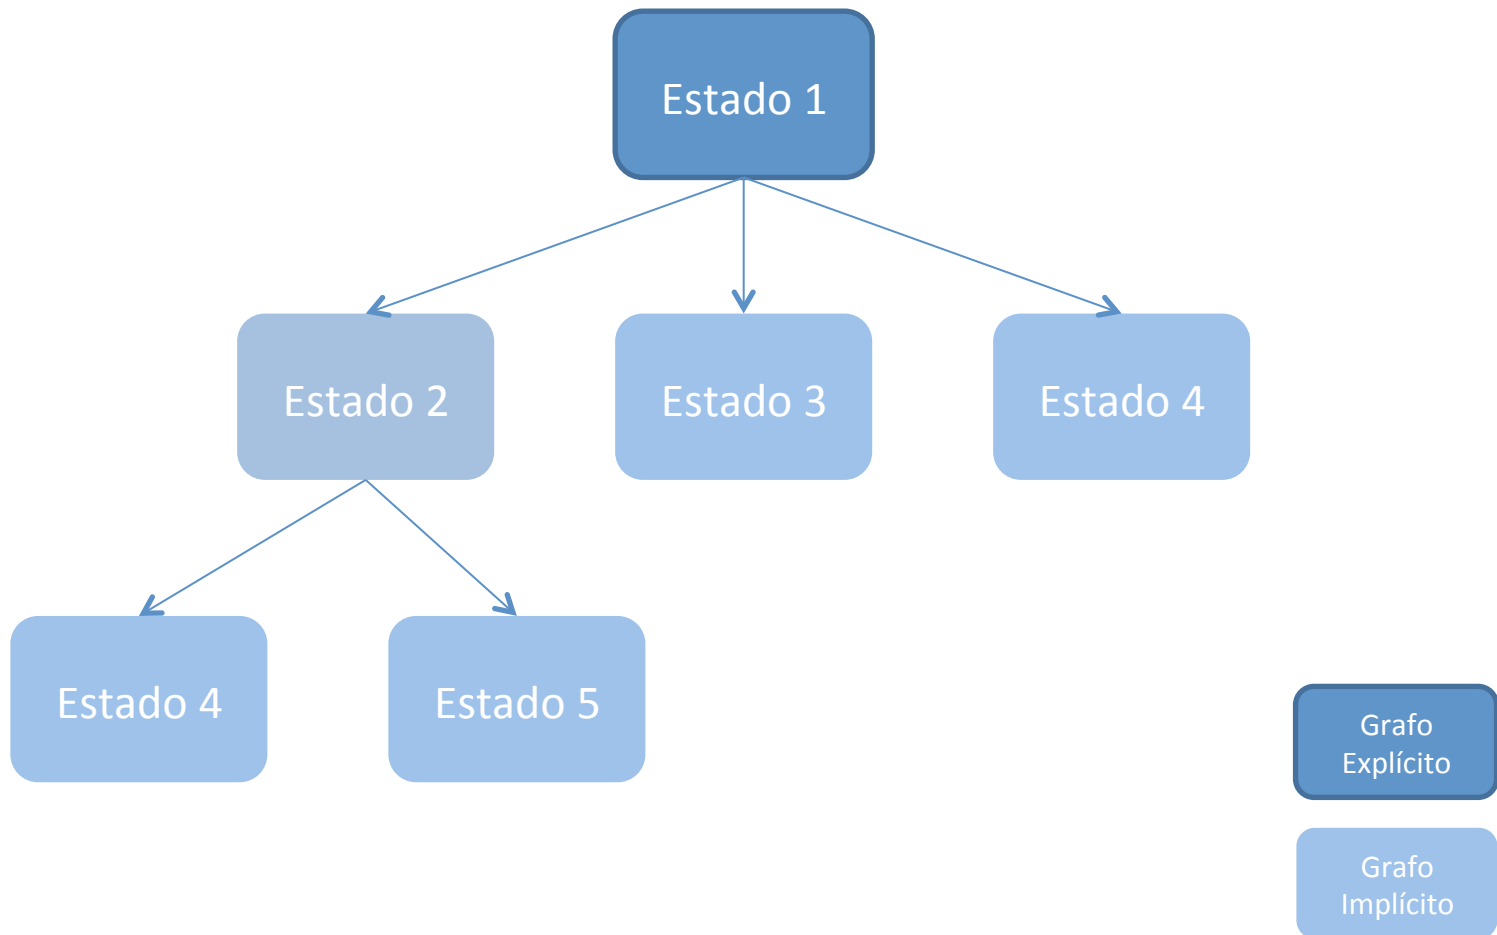 Estado 1
Estado 2
Estado 3
Estado 4
Estado 4
Estado 5
Grafo
Explícito
Grafo
Implícito